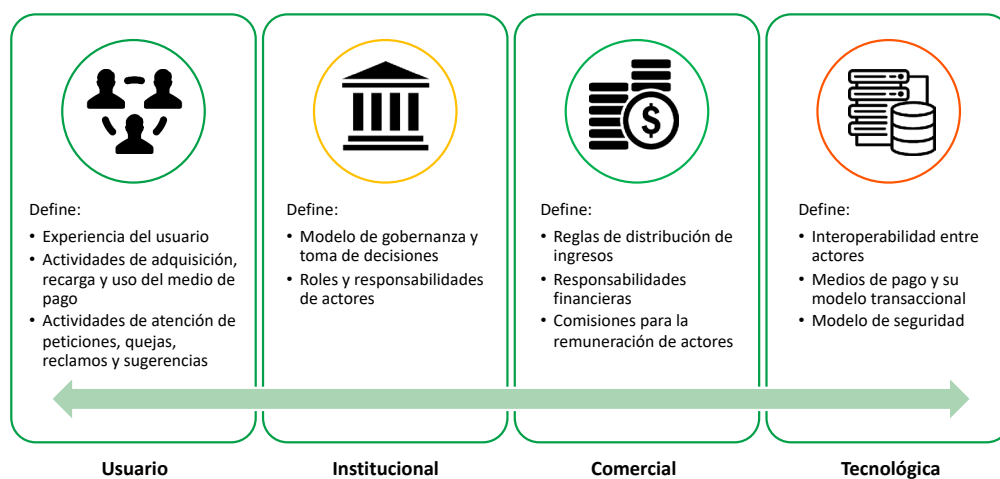 Define:
• Experiencia del usuario
• Actividades de adquisición,
recarga y uso del medio de
pago
• Actividades de atención de
peticiones, quejas,
reclamos y sugerencias
Usuario
Define:
• Modelo de gobernanza y
toma de decisiones
• Roles y responsabilidades
de actores
Institucional
$
Define:
• Reglas de distribución de
ingresos
• Responsabilidades
financieras
• Comisiones para la
remuneración de actores
Comercial
Define:
• Interoperabilidad entre
actores
• Medios de pago y su
modelo transaccional
• Modelo de seguridad
Tecnológica